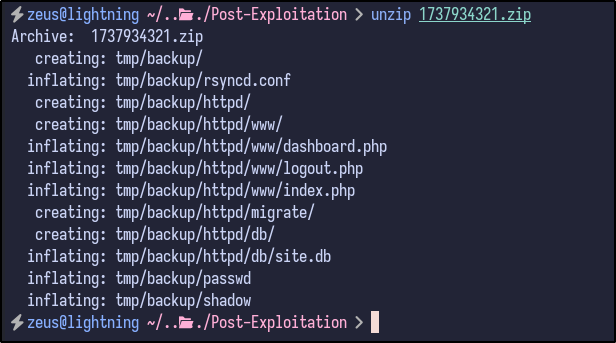 zeus@lightning ~/.../Post-Exploitation > unzip 1737934321.zip
Archive:  1737934321.zip
   creating: tmp/backup/
  inflating: tmp/backup/rsyncd.conf
   creating: tmp/backup/httpd/
   creating: tmp/backup/httpd/www/
  inflating: tmp/backup/httpd/www/dashboard.php
  inflating: tmp/backup/httpd/www/logout.php
  inflating: tmp/backup/httpd/www/index.php
   creating: tmp/backup/httpd/migrate/
   creating: tmp/backup/httpd/db/
  inflating: tmp/backup/httpd/db/site.db
  inflating: tmp/backup/passwd
  inflating: tmp/backup/shadow
zeus@lightning ~/.../Post-Exploitation >